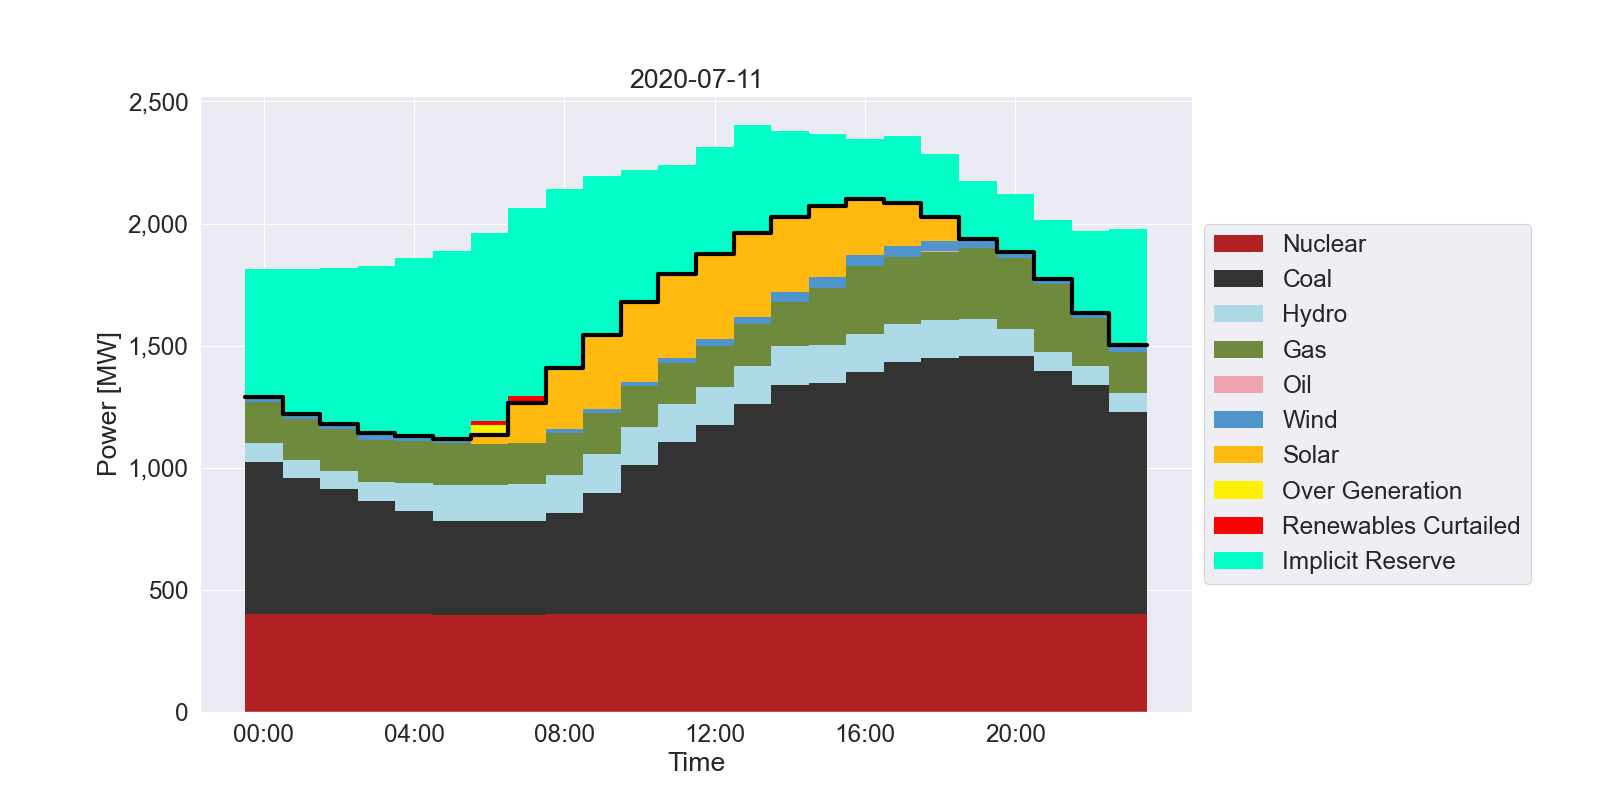 2020-07-11
2,500
2,000
1,500
1,000
500
0
Power [MW]
00:00 04:00 08:00 12:00 16:00 20:00
Time
Nuclear
Coal
Hydro
Gas
Oil
Wind
Solar
Over Generation
Renewables Curtailed
Implicit Reserve